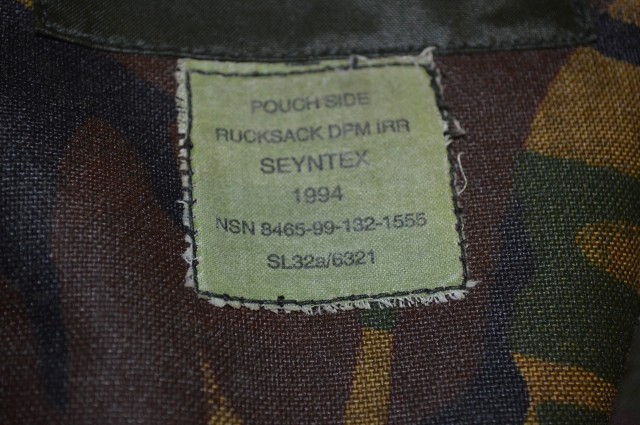 POUCH SIDE
RUCKSACK DPM IRR
SEYNTEX
1994
NSN 8465-99-132-1555
SL32a/6321